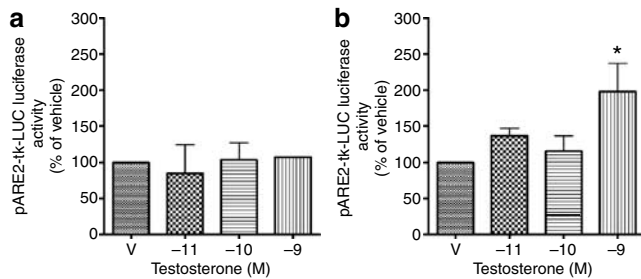 a
pARE2-tk-LUC luciferase
activity
(% of vehicle)
300
250
200
150
100
50
0
V –11 –10 –9
Testosterone (M)
b
pARE2-tk-LUC luciferase
activity
(% of vehicle)
300
250
200
150
100
50
0
*
V –11 –10 –9
Testosterone (M)